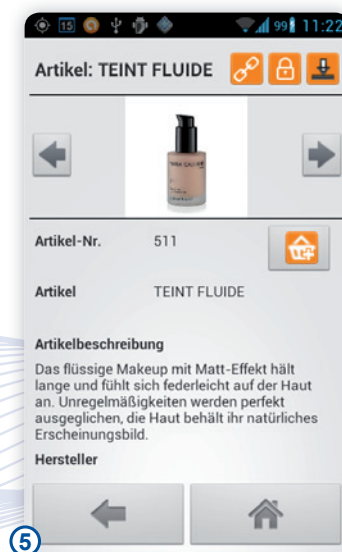 15
99 11:22
Artikel: TEINT FLUIDE
Artikel-Nr. 511
Artikel TEINT FLUIDE
Artikelbeschreibung
Das flüssige Makeup mit Matt-Effekt hält
lange und fühlt sich federleicht auf der Haut
an. Unregelmäßigkeiten werden perfekt
ausgeglichen, die Haut behält ihr natürliches
Erscheinungsbild.
Hersteller
5